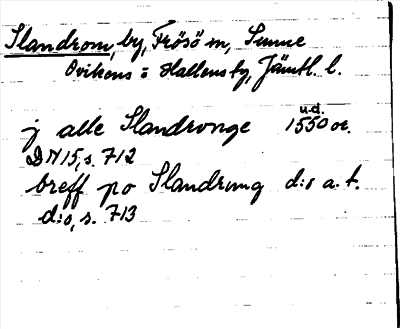 Slandrom, by, Frösö sn, Sunne
Ovikens o Hallens tg, Jämtl. l.
j alle Slandronge u.d. 1550 or.
DN 15, s. 712
breff po Slandrung d:o a. t.
d:o, s. 713